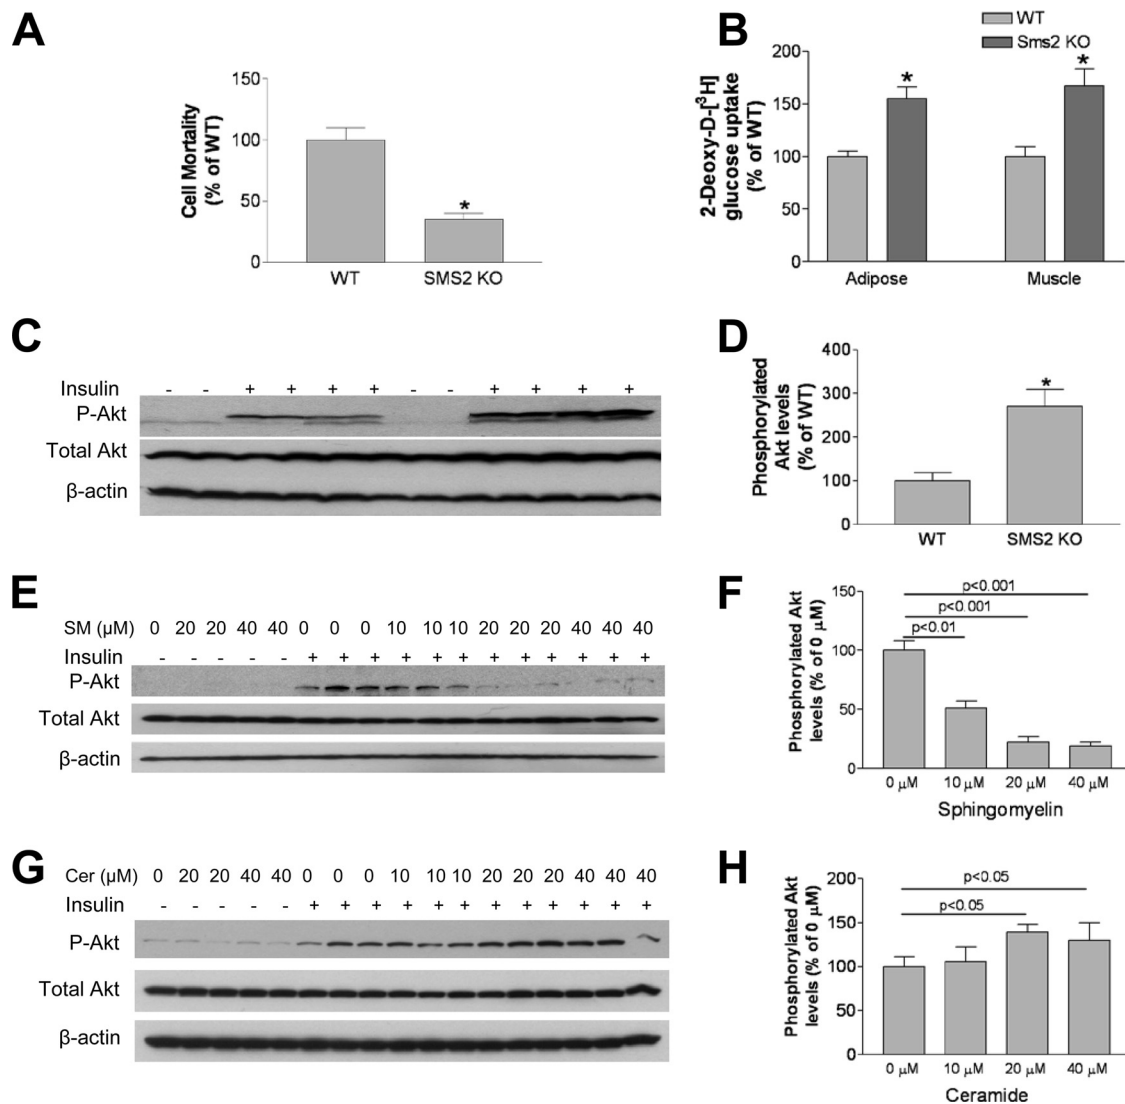 A
Cell Mortality
(% of WT)
150
100
50
0
WT SMS2 KO
*
B
WT
Sms2 KO
2-Deoxy-D-[³H]
glucose uptake
(% of WT)
200
150
100
50
0
* *
Adipose Muscle
C
Insulin - - + + + + - - + + + +
P-Akt
Total Akt
β-actin
D
Phosphorylated
Akt levels
(% of WT)
400
300
200
100
0
*
WT SMS2 KO
E
SM (μM) 0 20 20 40 40 0 0 0 10 10 10 20 20 20 40 40 40
Insulin - - - - - + + + + + + + + + + + +
P-Akt
Total Akt
β-actin
F
Phosphorylated Akt
levels (% of 0 μM)
150
100
50
0
p<0.001
p<0.001
p<0.01
0 μM 10 μM 20 μM 40 μM
Sphingomyelin
G
Cer (μM) 0 20 20 40 40 0 0 0 10 10 10 20 20 20 40 40 40
Insulin - - - - - + + + + + + + + + + + +
P-Akt
Total Akt
β-actin
H
Phosphorylated Akt
levels (% of 0 μM)
200
150
100
50
0
p<0.05
p<0.05
0 μM 10 μM 20 μM 40 μM
Ceramide